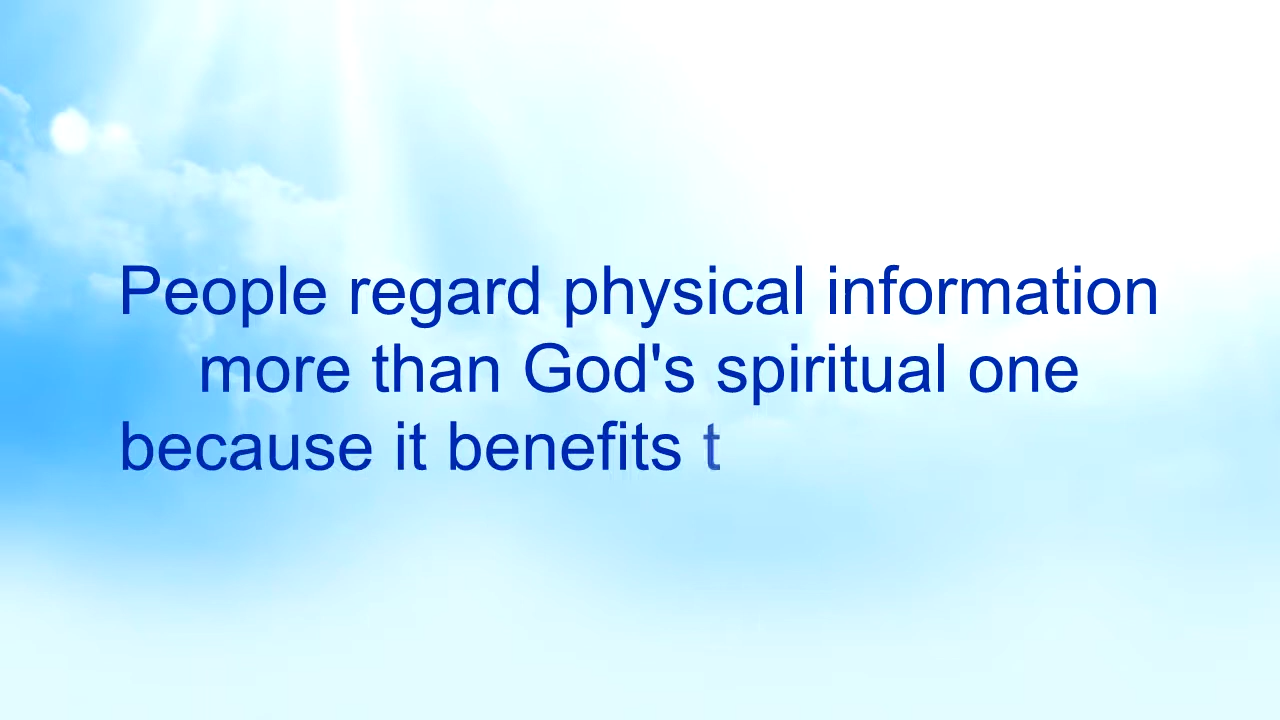 People regard physical information
more than God's spiritual one
because it benefits t